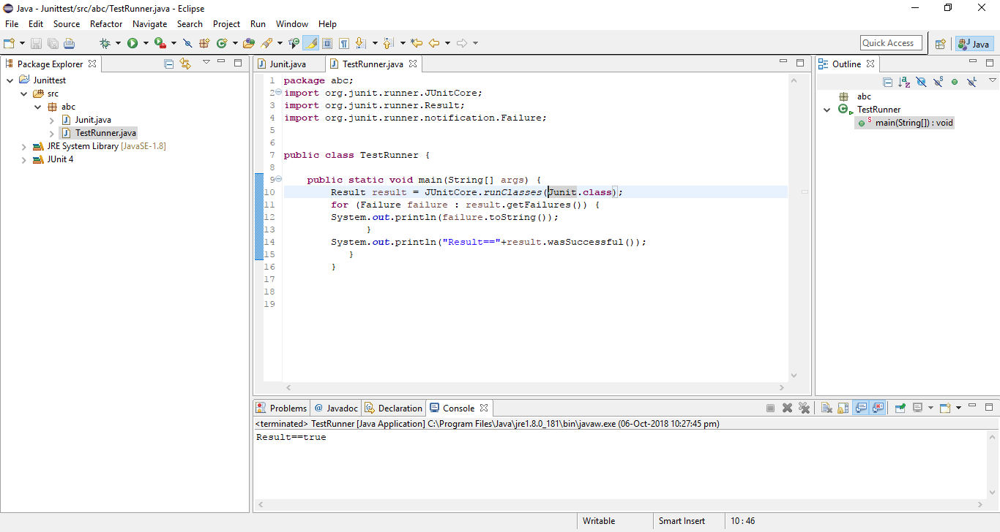 Java - Junittest/src/abc/TestRunner.java - Eclipse
File Edit Source Refactor Navigate Search Project Run Window Help
Quick Access
Java
Package Explorer
Junittest
src
abc
Junit.java
TestRunner.java
JRE System Library [JavaSE-1.8]
JUnit 4
Junit.java TestRunner.java
1 package abc;
2 import org.junit.runner.JUnitCore;
3 import org.junit.runner.Result;
4 import org.junit.runner.notification.Failure;
5
6
7 public class TestRunner {
8
9 public static void main(String[] args) {
10 Result result = JUnitCore.runClasses(Junit.class);
11 for (Failure failure : result.getFailures()) {
12 System.out.println(failure.toString());
13 }
14 System.out.println("Result=="+result.wasSuccessful());
15 }
16 }
17
18
19
Outline
abc
TestRunner
main(String[]) : void
Problems @ Javadoc Declaration Console
<terminated> TestRunner [Java Application] C:\Program Files\Java\jre1.8.0_181\bin\javaw.exe (06-Oct-2018 10:27:45 pm)
Result==true
Writable Smart Insert 10 : 46